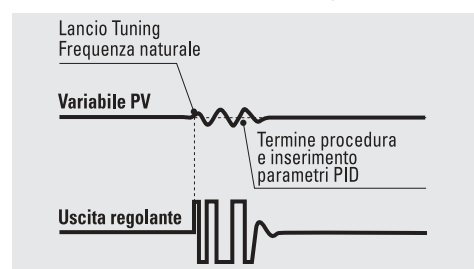 Lancio Tuning
Frequenza naturale
Variabile PV
Termine procedura
e inserimento
parametri PID
Uscita regolante